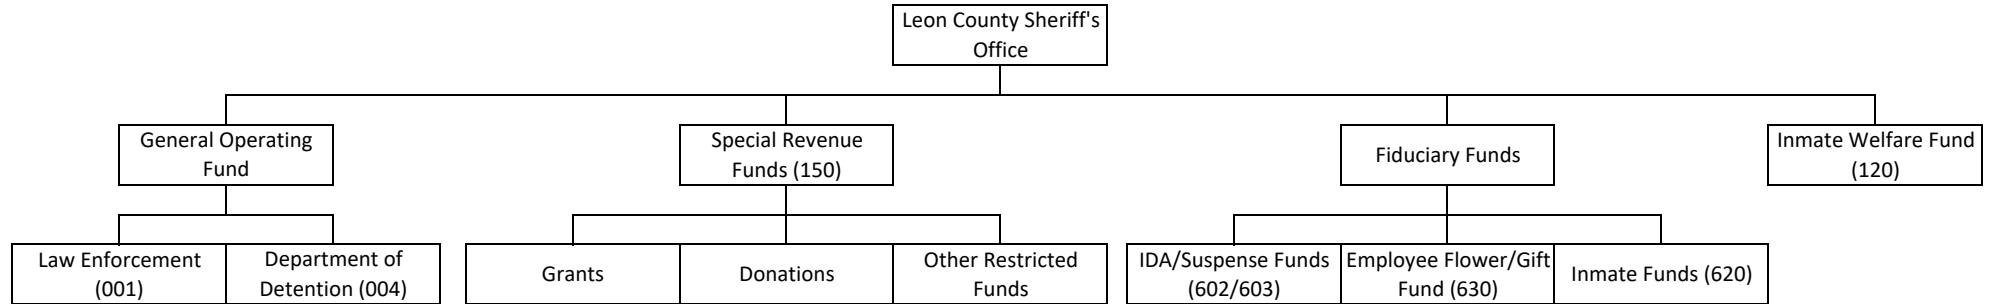 Leon County Sheriff's
Office
General Operating
Fund
Special Revenue
Funds (150)
Fiduciary Funds
Inmate Welfare Fund
(120)
Law Enforcement
(001)
Department of
Detention (004)
Grants
Donations
Other Restricted
Funds
IDA/Suspense Funds
(602/603)
Employee Flower/Gift
Fund (630)
Inmate Funds (620)